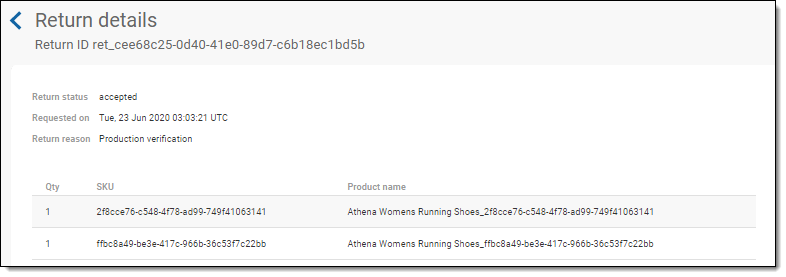 Return details
Return ID ret_cee68c25-0d40-41e0-89d7-c6b18ec1bd5b
Return status accepted
Requested on Tue, 23 Jun 2020 03:03:21 UTC
Return reason Production verification
Qty SKU Product name
1 2f8cce76-c548-4f78-ad99-749f41063141 Athena Womens Running Shoes_2f8cce76-c548-4f78-ad99-749f41063141
1 ffbc8a49-be3e-417c-966b-36c53f7c22bb Athena Womens Running Shoes_ffbc8a49-be3e-417c-966b-36c53f7c22bb